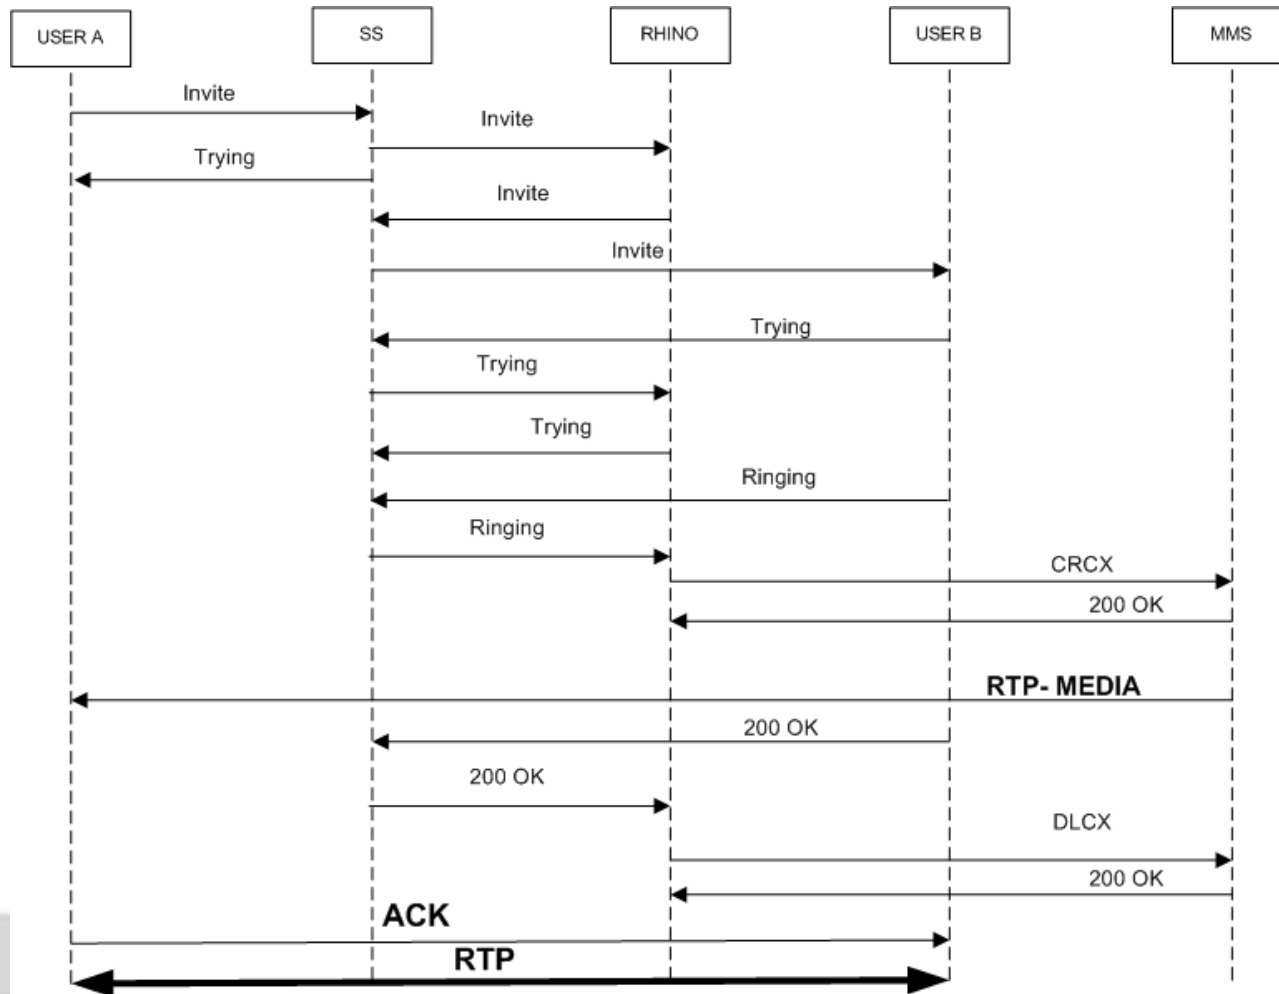 USER A
SS
RHINO
USER B
MMS
Invite
Invite
Trying
Invite
Invite
Trying
Trying
Trying
Ringing
Ringing
CRCX
200 OK
RTP- MEDIA
200 OK
200 OK
DLCX
200 OK
ACK
RTP